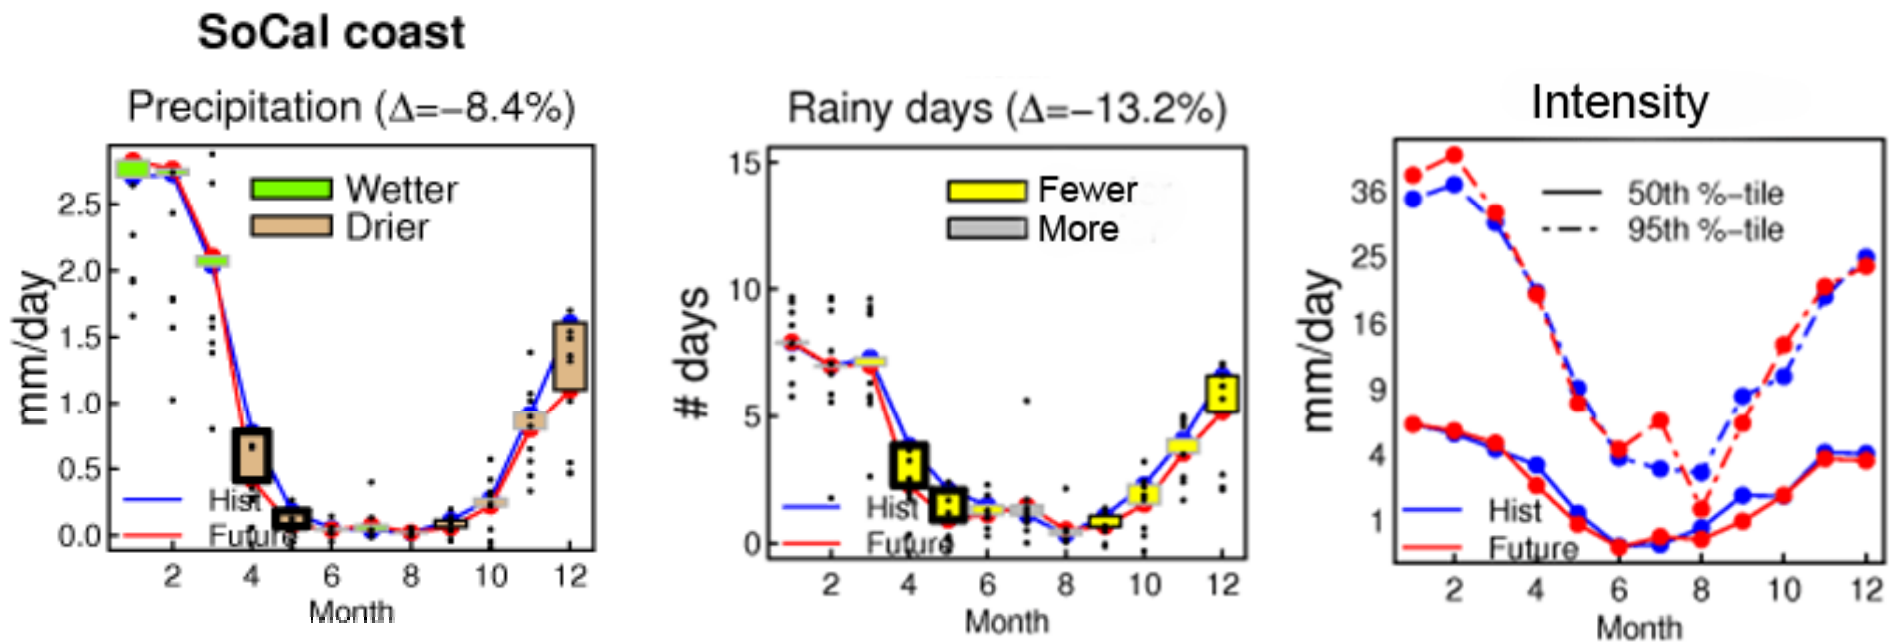 SoCal coast
Precipitation (Δ=−8.4%)
Wetter
Drier
mm/day
2.5
2.0
1.5
1.0
0.5
0.0
Hist
Future
2 4 6 8 10 12
Month
Rainy days (Δ=−13.2%)
Fewer
More
# days
15
10
5
0
Hist
Future
2 4 6 8 10 12
Month
Intensity
50th %−tile
95th %−tile
mm/day
36
25
16
9
4
1
Hist
Future
2 4 6 8 10 12
Month